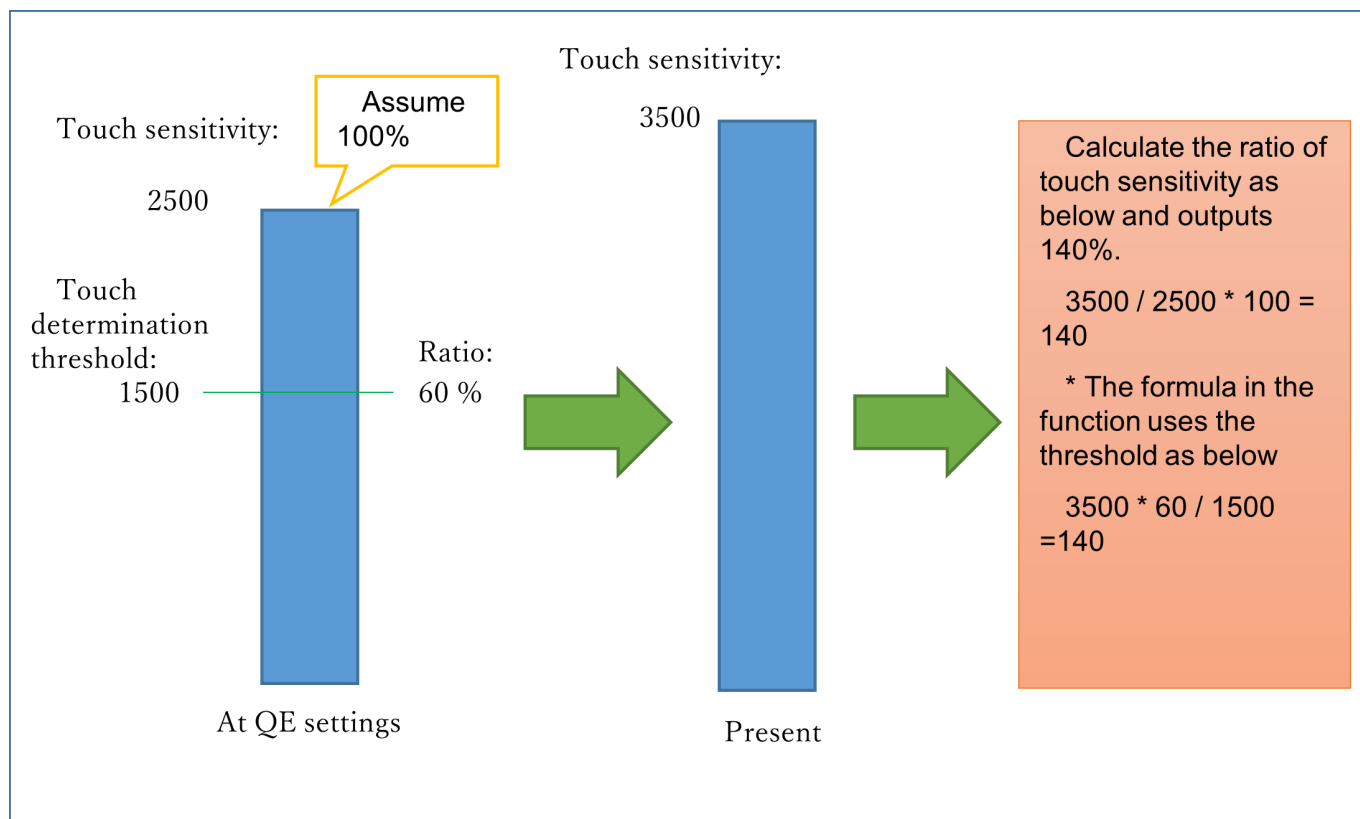 Touch sensitivity:
2500
Assume
100%
Touch
determination
threshold:
1500
Ratio:
60 %
At QE settings
Touch sensitivity:
3500
Present
Calculate the ratio of
touch sensitivity as
below and outputs
140%.
3500 / 2500 * 100 =
140
* The formula in the
function uses the
threshold as below
3500 * 60 / 1500
=140